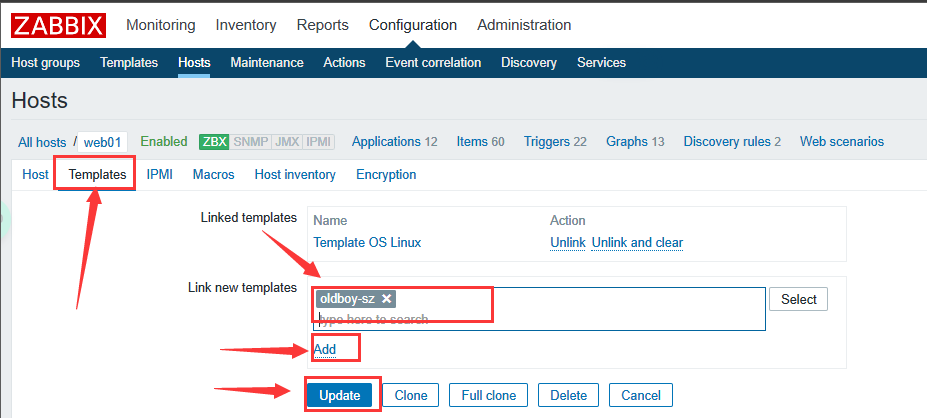 ZABBIX Monitoring Inventory Reports Configuration Administration
Host groups Templates Hosts Maintenance Actions Event correlation Discovery Services
Hosts
All hosts / web01 Enabled ZBX SNMP JMX IPMI Applications 12 Items 60 Triggers 22 Graphs 13 Discovery rules 2 Web scenarios
Host Templates IPMI Macros Host inventory Encryption
Linked templates Name Action
Template OS Linux Unlink Unlink and clear
Link new templates oldboy-sz ✕ Select
type here to search
Add
Update Clone Full clone Delete Cancel